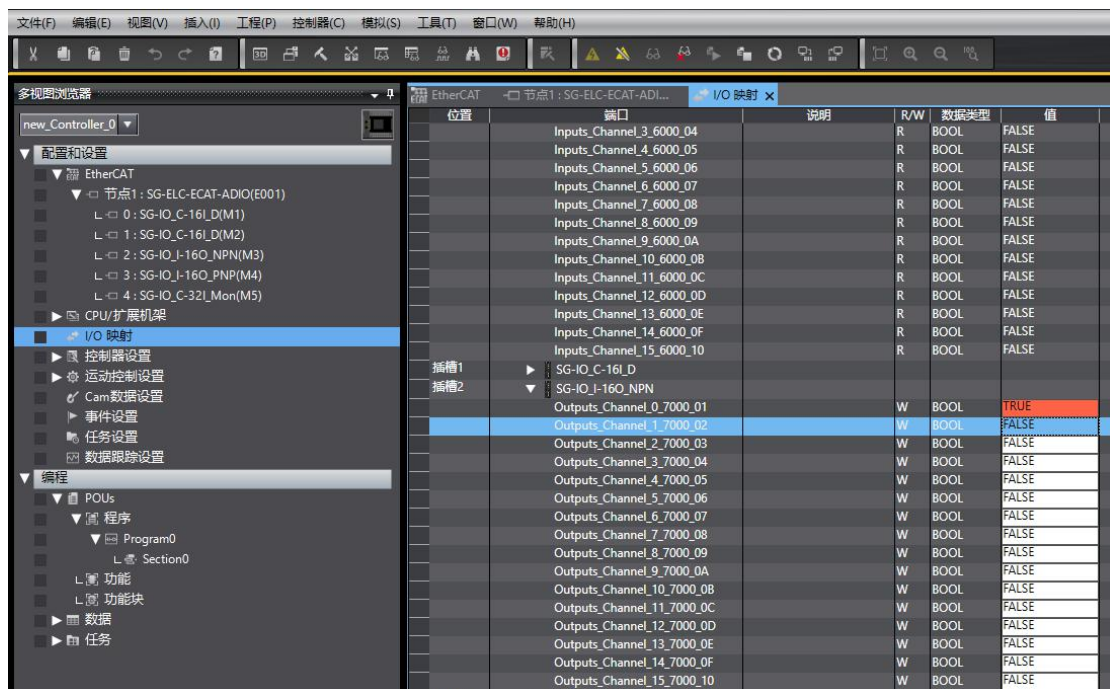 文件(F) 编辑(E) 视图(V) 插入(I) 工程(P) 控制器(C) 模拟(S) 工具(T) 窗口(W) 帮助(H)
多视图浏览器
new_Controller_0
配置和设置
EtherCAT
节点1 : SG-ELC-ECAT-ADIO(E001)
0 : SG-IO_C-16I_D(M1)
1 : SG-IO_C-16I_D(M2)
2 : SG-IO_I-16O_NPN(M3)
3 : SG-IO_I-16O_PNP(M4)
4 : SG-IO_C-32I_Mon(M5)
CPU/扩展机架
I/O 映射
控制器设置
运动控制设置
Cam数据设置
事件设置
任务设置
数据跟踪设置
编程
POUs
程序
Program0
Section0
功能
功能块
数据
任务
EtherCAT 节点1 : SG-ELC-ECAT-ADI... I/O 映射
位置 端口 说明 R/W 数据类型 值
Inputs_Channel_3_6000_04 R BOOL FALSE
Inputs_Channel_4_6000_05 R BOOL FALSE
Inputs_Channel_5_6000_06 R BOOL FALSE
Inputs_Channel_6_6000_07 R BOOL FALSE
Inputs_Channel_7_6000_08 R BOOL FALSE
Inputs_Channel_8_6000_09 R BOOL FALSE
Inputs_Channel_9_6000_0A R BOOL FALSE
Inputs_Channel_10_6000_0B R BOOL FALSE
Inputs_Channel_11_6000_0C R BOOL FALSE
Inputs_Channel_12_6000_0D R BOOL FALSE
Inputs_Channel_13_6000_0E R BOOL FALSE
Inputs_Channel_14_6000_0F R BOOL FALSE
Inputs_Channel_15_6000_10 R BOOL FALSE
插槽1 SG-IO_C-16I_D
插槽2 SG-IO_I-16O_NPN
Outputs_Channel_0_7000_01 W BOOL TRUE
Outputs_Channel_1_7000_02 W BOOL FALSE
Outputs_Channel_2_7000_03 W BOOL FALSE
Outputs_Channel_3_7000_04 W BOOL FALSE
Outputs_Channel_4_7000_05 W BOOL FALSE
Outputs_Channel_5_7000_06 W BOOL FALSE
Outputs_Channel_6_7000_07 W BOOL FALSE
Outputs_Channel_7_7000_08 W BOOL FALSE
Outputs_Channel_8_7000_09 W BOOL FALSE
Outputs_Channel_9_7000_0A W BOOL FALSE
Outputs_Channel_10_7000_0B W BOOL FALSE
Outputs_Channel_11_7000_0C W BOOL FALSE
Outputs_Channel_12_7000_0D W BOOL FALSE
Outputs_Channel_13_7000_0E W BOOL FALSE
Outputs_Channel_14_7000_0F W BOOL FALSE
Outputs_Channel_15_7000_10 W BOOL FALSE